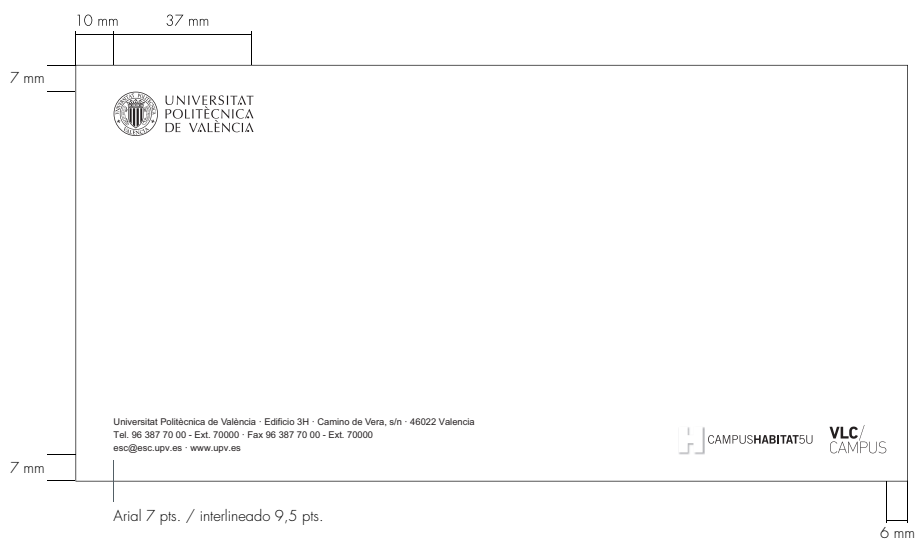 10 mm 37 mm
7 mm
UNIVERSITAT
POLITÈCNICA
DE VALÈNCIA
Universitat Politècnica de València · Edificio 3H · Camino de Vera, s/n · 46022 Valencia
Tel. 96 387 70 00 - Ext. 70000 · Fax 96 387 70 00 - Ext. 70000
esc@esc.upv.es · www.upv.es
H CAMPUSHABITAT5U
VLC/
CAMPUS
7 mm
Arial 7 pts. / interlineado 9,5 pts.
6 mm